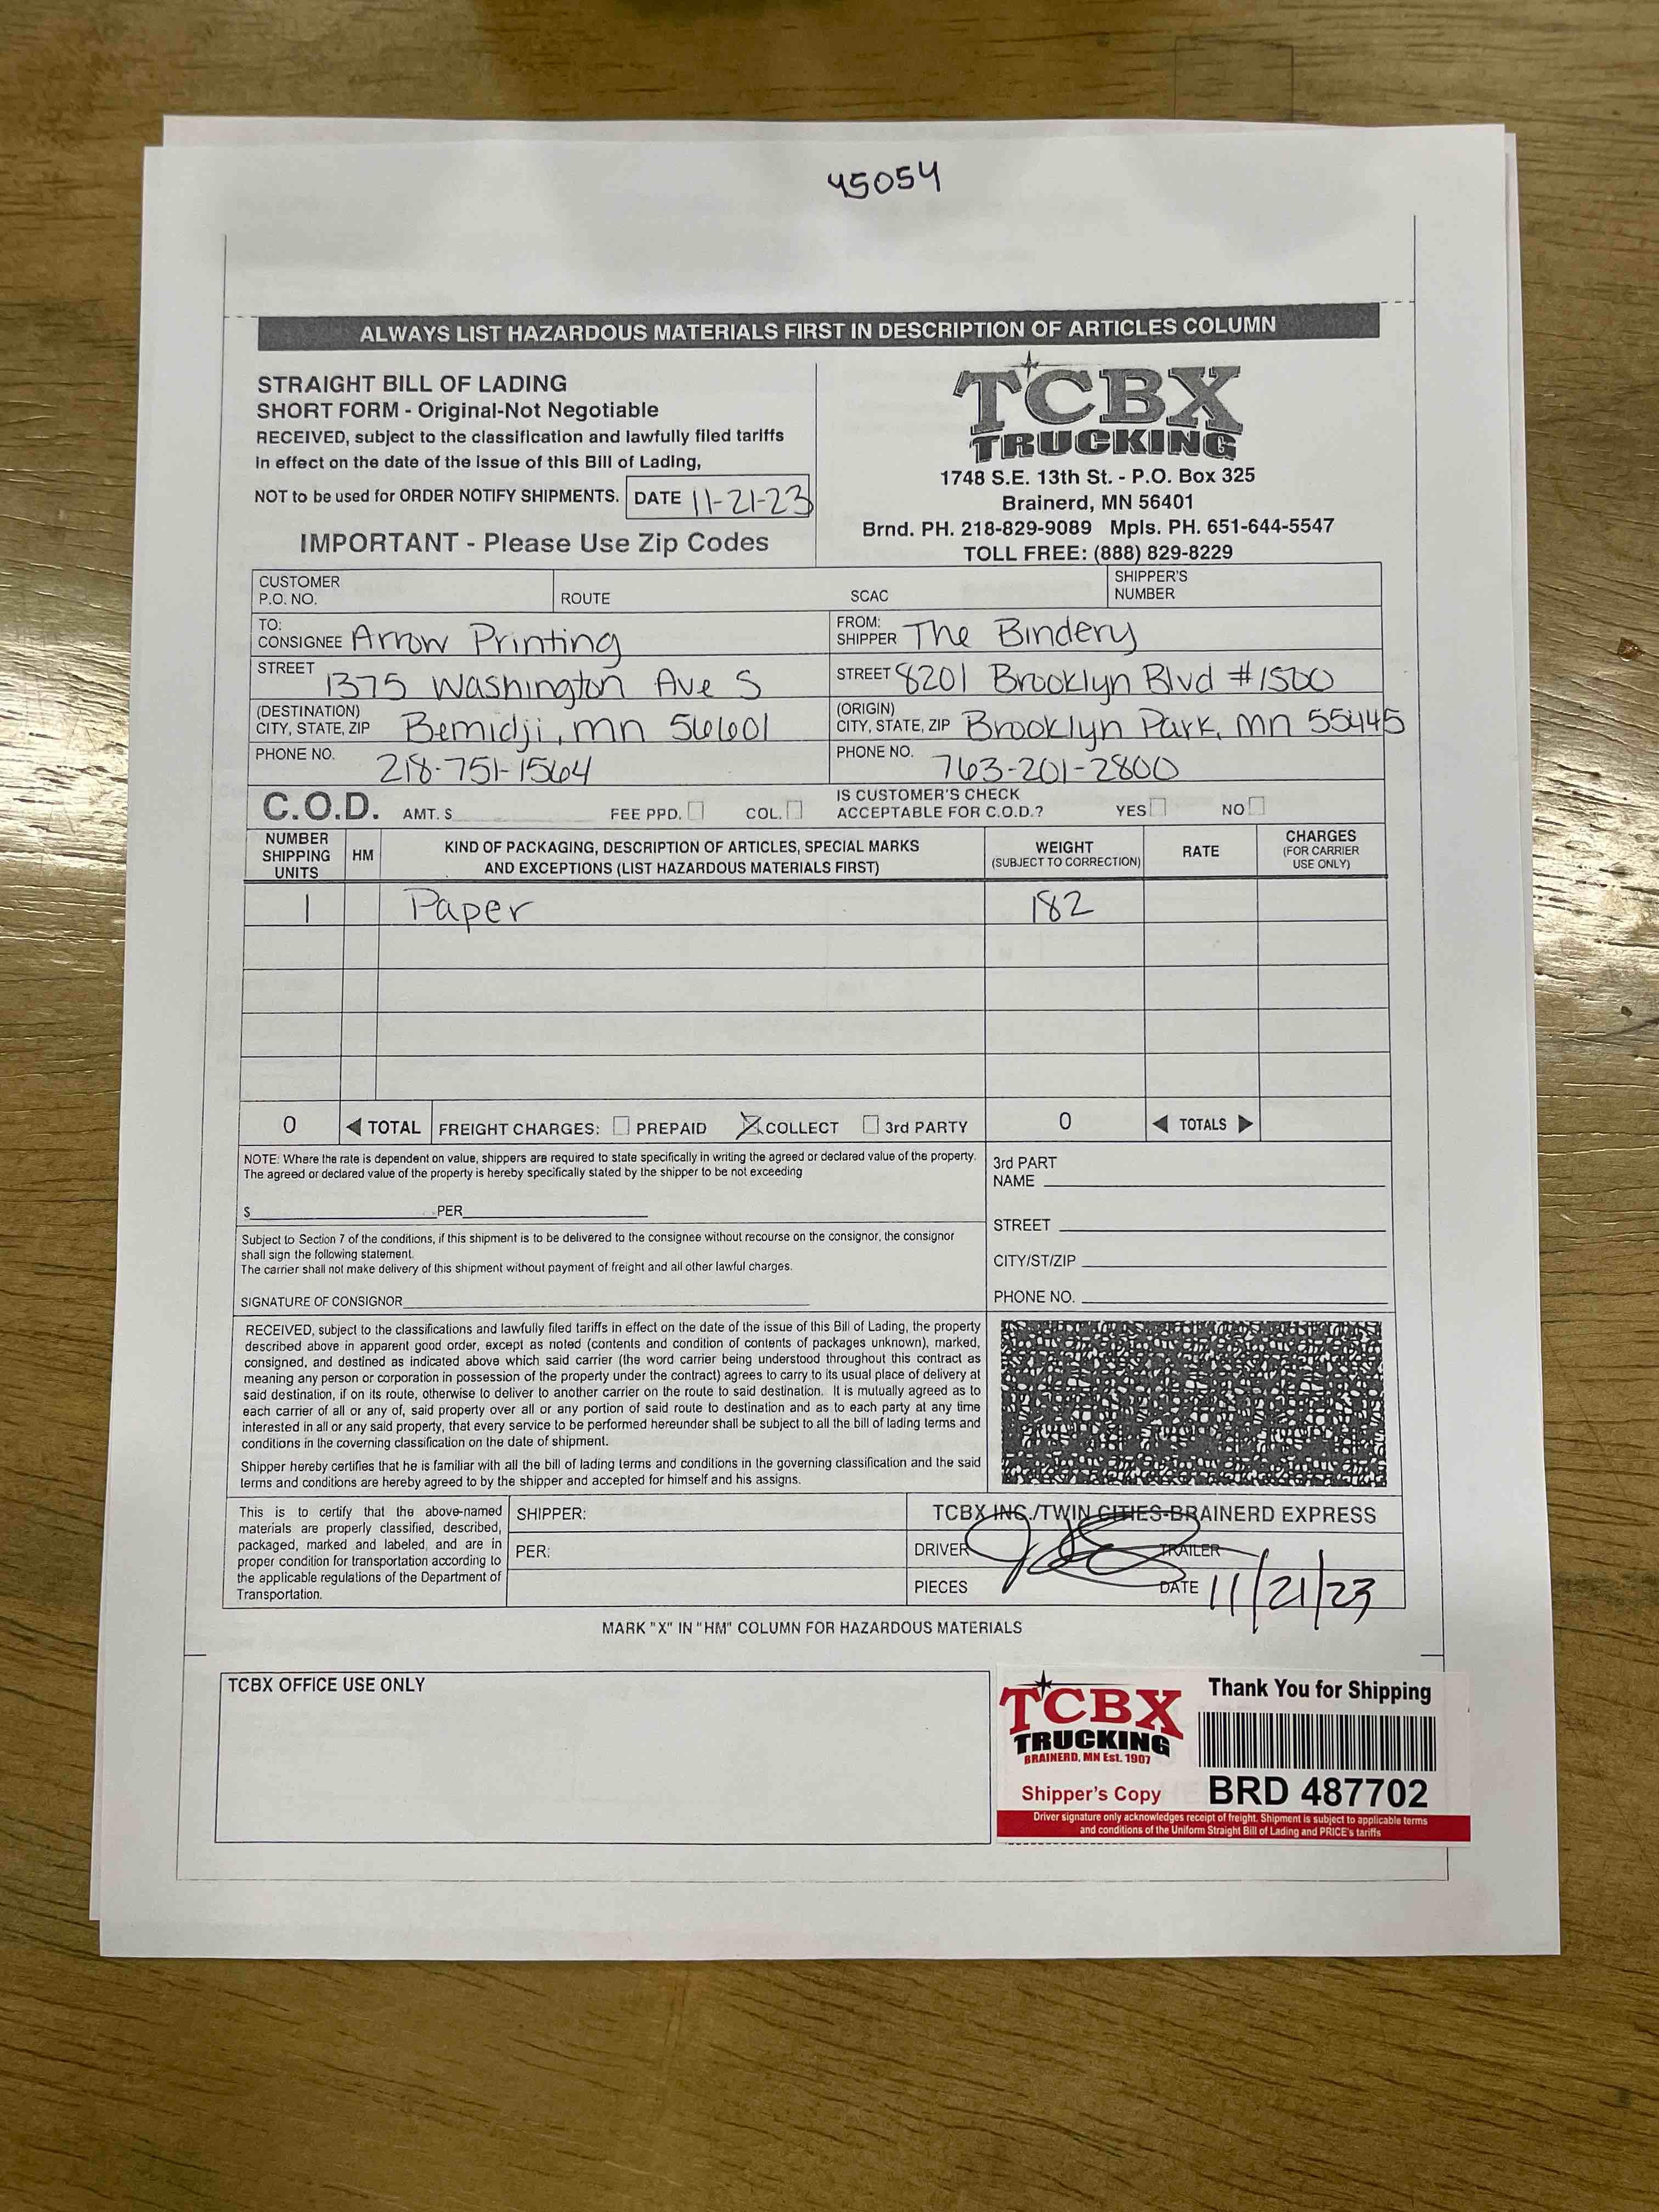 45054
ALWAYS LIST HAZARDOUS MATERIALS FIRST IN DESCRIPTION OF ARTICLES COLUMN
STRAIGHT BILL OF LADING
SHORT FORM - Original-Not Negotiable
RECEIVED, subject to the classification and lawfully filed tariffs
in effect on the date of the issue of this Bill of Lading,
NOT to be used for ORDER NOTIFY SHIPMENTS. DATE 11-21-23
IMPORTANT - Please Use Zip Codes
TCBX
TRUCKING
1748 S.E. 13th St. - P.O. Box 325
Brainerd, MN 56401
Brnd. PH. 218-829-9089 Mpls. PH. 651-644-5547
TOLL FREE: (888) 829-8229
CUSTOMER
P.O. NO.
ROUTE
SCAC
SHIPPER'S
NUMBER
TO:
CONSIGNEE Arrow Printing
FROM:
SHIPPER The Bindery
STREET 1375 Washington Ave S
STREET 8201 Brooklyn Blvd #1500
(DESTINATION)
CITY, STATE, ZIP Bemidji, mn 56601
(ORIGIN)
CITY, STATE, ZIP Brooklyn Park, mn 55445
PHONE NO. 218-751-1564
PHONE NO. 763-201-2800
C.O.D. AMT. $ FEE PPD. COL.
IS CUSTOMER'S CHECK
ACCEPTABLE FOR C.O.D.? YES NO
NUMBER
SHIPPING
UNITS
HM
KIND OF PACKAGING, DESCRIPTION OF ARTICLES, SPECIAL MARKS
AND EXCEPTIONS (LIST HAZARDOUS MATERIALS FIRST)
WEIGHT
(SUBJECT TO CORRECTION)
RATE
CHARGES
(FOR CARRIER
USE ONLY)
1 Paper 182
0 ◀ TOTAL FREIGHT CHARGES: PREPAID COLLECT 3rd PARTY 0 ◀ TOTALS ▶
NOTE: Where the rate is dependent on value, shippers are required to state specifically in writing the agreed or declared value of the property.
The agreed or declared value of the property is hereby specifically stated by the shipper to be not exceeding
$ PER
3rd PART
NAME
STREET
CITY/ST/ZIP
PHONE NO.
Subject to Section 7 of the conditions, if this shipment is to be delivered to the consignee without recourse on the consignor, the consignor
shall sign the following statement.
The carrier shall not make delivery of this shipment without payment of freight and all other lawful charges.
SIGNATURE OF CONSIGNOR
RECEIVED, subject to the classifications and lawfully filed tariffs in effect on the date of the issue of this Bill of Lading, the property
described above in apparent good order, except as noted (contents and condition of contents of packages unknown), marked,
consigned, and destined as indicated above which said carrier (the word carrier being understood throughout this contract as
meaning any person or corporation in possession of the property under the contract) agrees to carry to its usual place of delivery at
said destination, if on its route, otherwise to deliver to another carrier on the route to said destination. It is mutually agreed as to
each carrier of all or any of, said property over all or any portion of said route to destination and as to each party at any time
interested in all or any said property, that every service to be performed hereunder shall be subject to all the bill of lading terms and
conditions in the governing classification on the date of shipment.
Shipper hereby certifies that he is familiar with all the bill of lading terms and conditions in the governing classification and the said
terms and conditions are hereby agreed to by the shipper and accepted for himself and his assigns.
This is to certify that the above-named
materials are properly classified, described,
packaged, marked and labeled, and are in
proper condition for transportation according to
the applicable regulations of the Department of
Transportation.
SHIPPER:
PER:
TCBX INC./TWIN CITIES-BRAINERD EXPRESS
DRIVER TRAILER
PIECES DATE 11/21/23
MARK "X" IN "HM" COLUMN FOR HAZARDOUS MATERIALS
TCBX OFFICE USE ONLY
TCBX
TRUCKING
BRAINERD, MN Est. 1907
Shipper's Copy
Thank You for Shipping
BRD 487702
Driver signature only acknowledges receipt of freight. Shipment is subject to applicable terms
and conditions of the Uniform Straight Bill of Lading and PRICE's tariffs